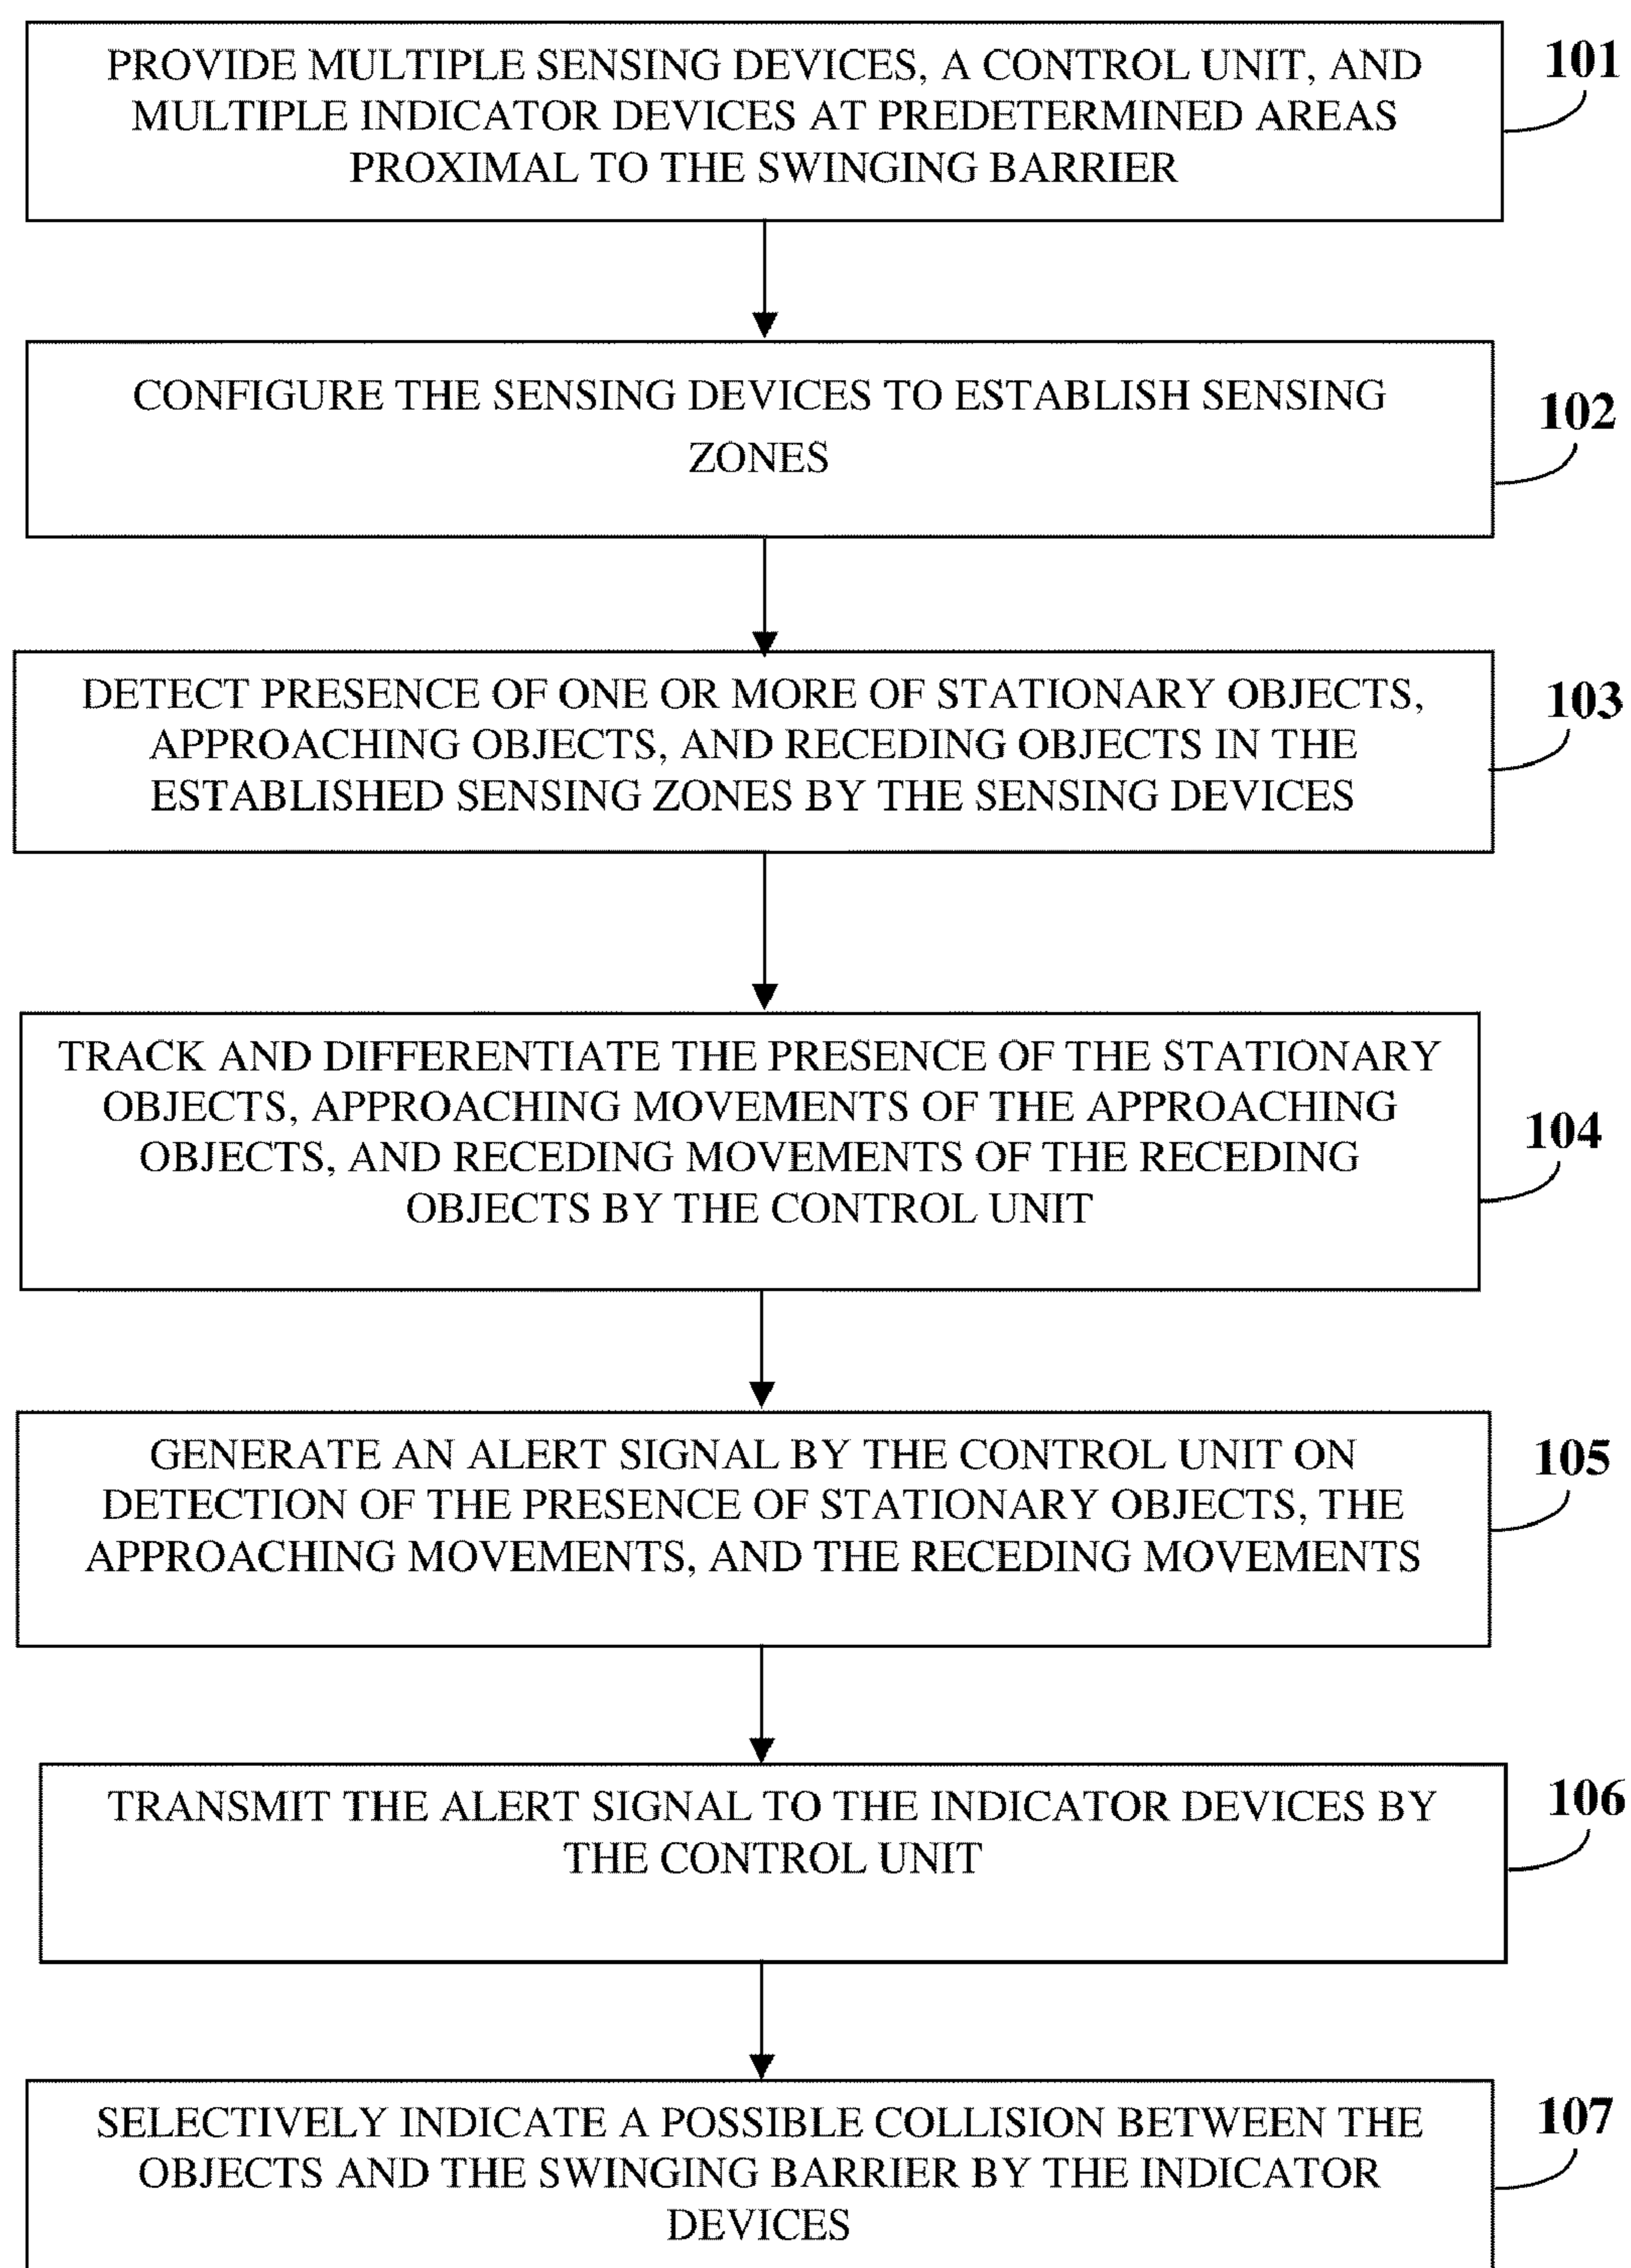 PROVIDE MULTIPLE SENSING DEVICES, A CONTROL UNIT, AND
MULTIPLE INDICATOR DEVICES AT PREDETERMINED AREAS
PROXIMAL TO THE SWINGING BARRIER
101
CONFIGURE THE SENSING DEVICES TO ESTABLISH SENSING
ZONES
102
DETECT PRESENCE OF ONE OR MORE OF STATIONARY OBJECTS,
APPROACHING OBJECTS, AND RECEDING OBJECTS IN THE
ESTABLISHED SENSING ZONES BY THE SENSING DEVICES
103
TRACK AND DIFFERENTIATE THE PRESENCE OF THE STATIONARY
OBJECTS, APPROACHING MOVEMENTS OF THE APPROACHING
OBJECTS, AND RECEDING MOVEMENTS OF THE RECEDING
OBJECTS BY THE CONTROL UNIT
104
GENERATE AN ALERT SIGNAL BY THE CONTROL UNIT ON
DETECTION OF THE PRESENCE OF STATIONARY OBJECTS, THE
APPROACHING MOVEMENTS, AND THE RECEDING MOVEMENTS
105
TRANSMIT THE ALERT SIGNAL TO THE INDICATOR DEVICES BY
THE CONTROL UNIT
106
SELECTIVELY INDICATE A POSSIBLE COLLISION BETWEEN THE
OBJECTS AND THE SWINGING BARRIER BY THE INDICATOR
DEVICES
107